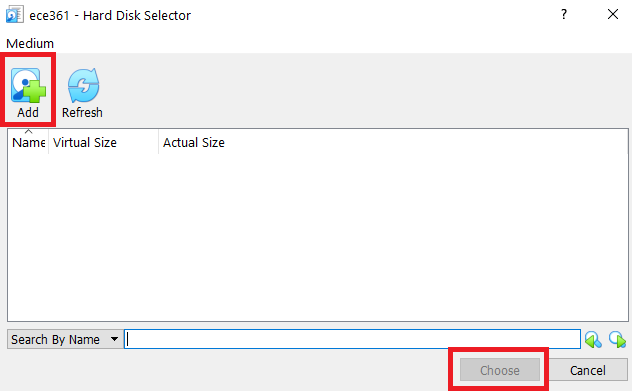 ece361 - Hard Disk Selector
Medium
Add Refresh
Name Virtual Size Actual Size
Search By Name
Choose Cancel